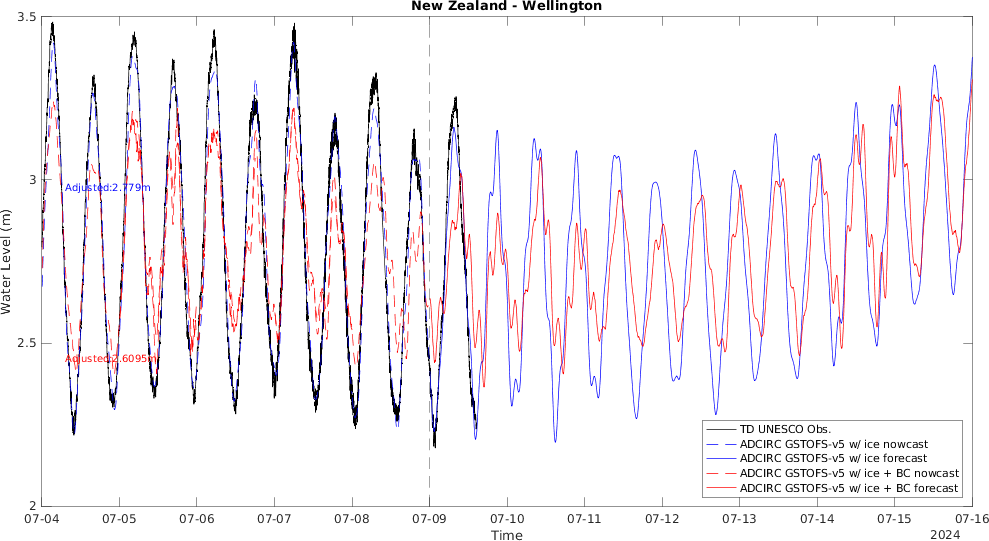 New Zealand - Wellington
3.5
3
2.5
2
Water Level (m)
Adjusted:2.779m
Adjusted:2.6095m
TD UNESCO Obs.
ADCIRC GSTOFS-v5 w/ ice nowcast
ADCIRC GSTOFS-v5 w/ ice forecast
ADCIRC GSTOFS-v5 w/ ice + BC nowcast
ADCIRC GSTOFS-v5 w/ ice + BC forecast
07-04 07-05 07-06 07-07 07-08 07-09 07-10 07-11 07-12 07-13 07-14 07-15 07-16
Time
2024